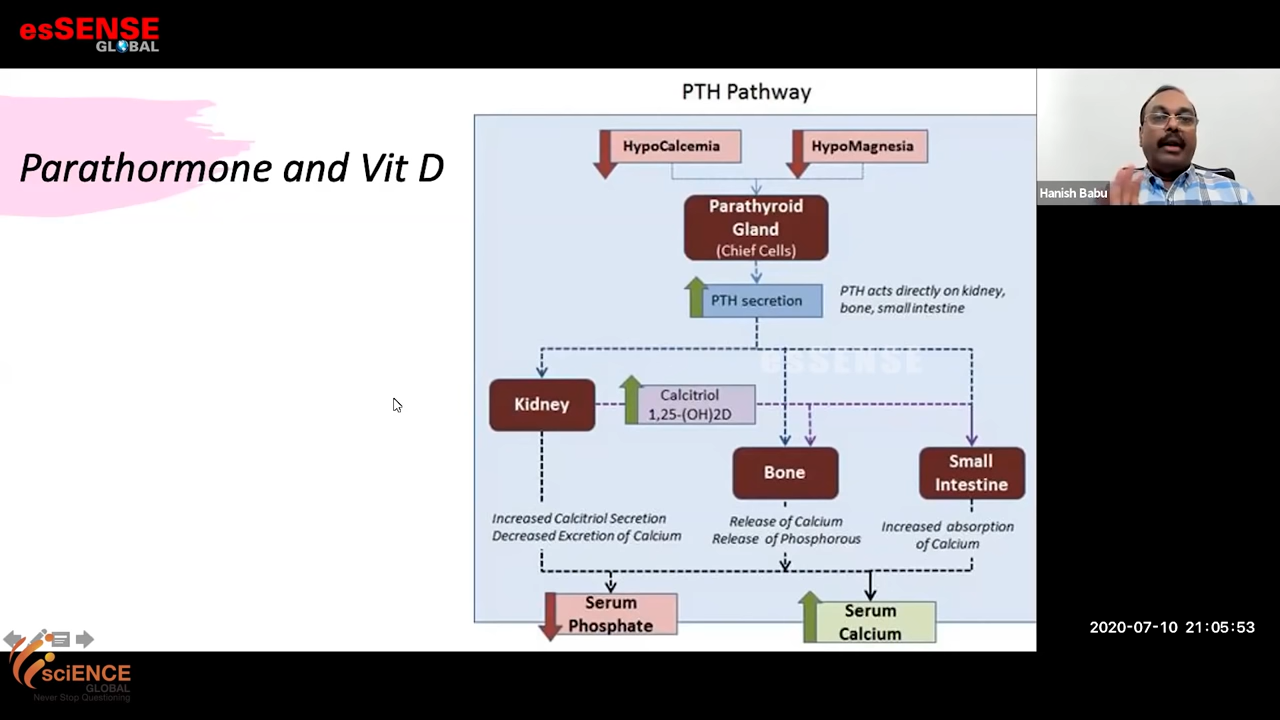 esSENSE
GLOBAL
Parathormone and Vit D
PTH Pathway
HypoCalcemia
HypoMagnesia
Parathyroid
Gland
(Chief Cells)
PTH secretion
PTH acts directly on kidney,
bone, small intestine
esSENSE
Kidney
Calcitriol
1,25-(OH)2D
Bone
Small
Intestine
Increased Calcitriol Secretion
Decreased Excretion of Calcium
Release of Calcium
Release of Phosphorous
Increased absorption
of Calcium
Serum
Phosphate
Serum
Calcium
Hanish Babu
2020-07-10 21:05:53
sciENCE
GLOBAL
Never Stop Questioning